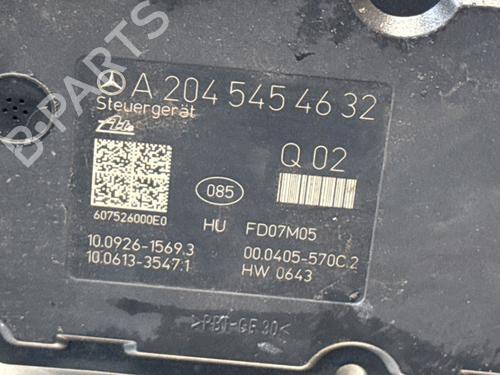 A 204 545 46 32
Steuergerät
Ate
Q 02
085
607526000E0
HU FD07M05
10.0926-1569.3
10.0613-3547.1
00.0405-570C.2
HW 0643
>PBT-GF30<
B-PARTS